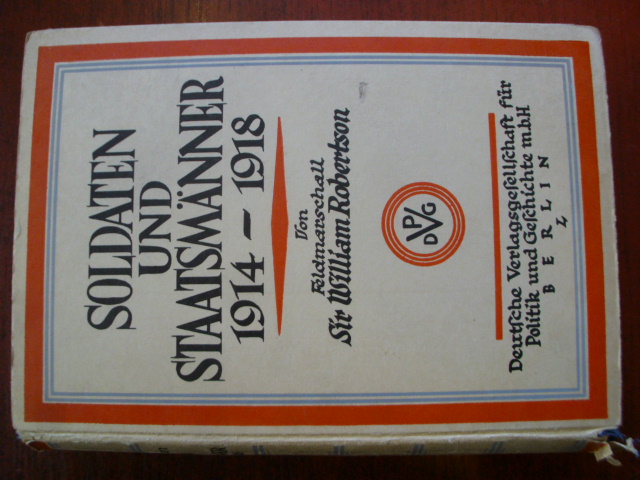 SOLDATEN
UND
STAATSMÄNNER
1914 – 1918
Von
Feldmarschall
Sir William Robertson
DVPG
Deutſche Verlagsgeſellſchaft für
Politik und Geſchichte m.b.H
BERLIN